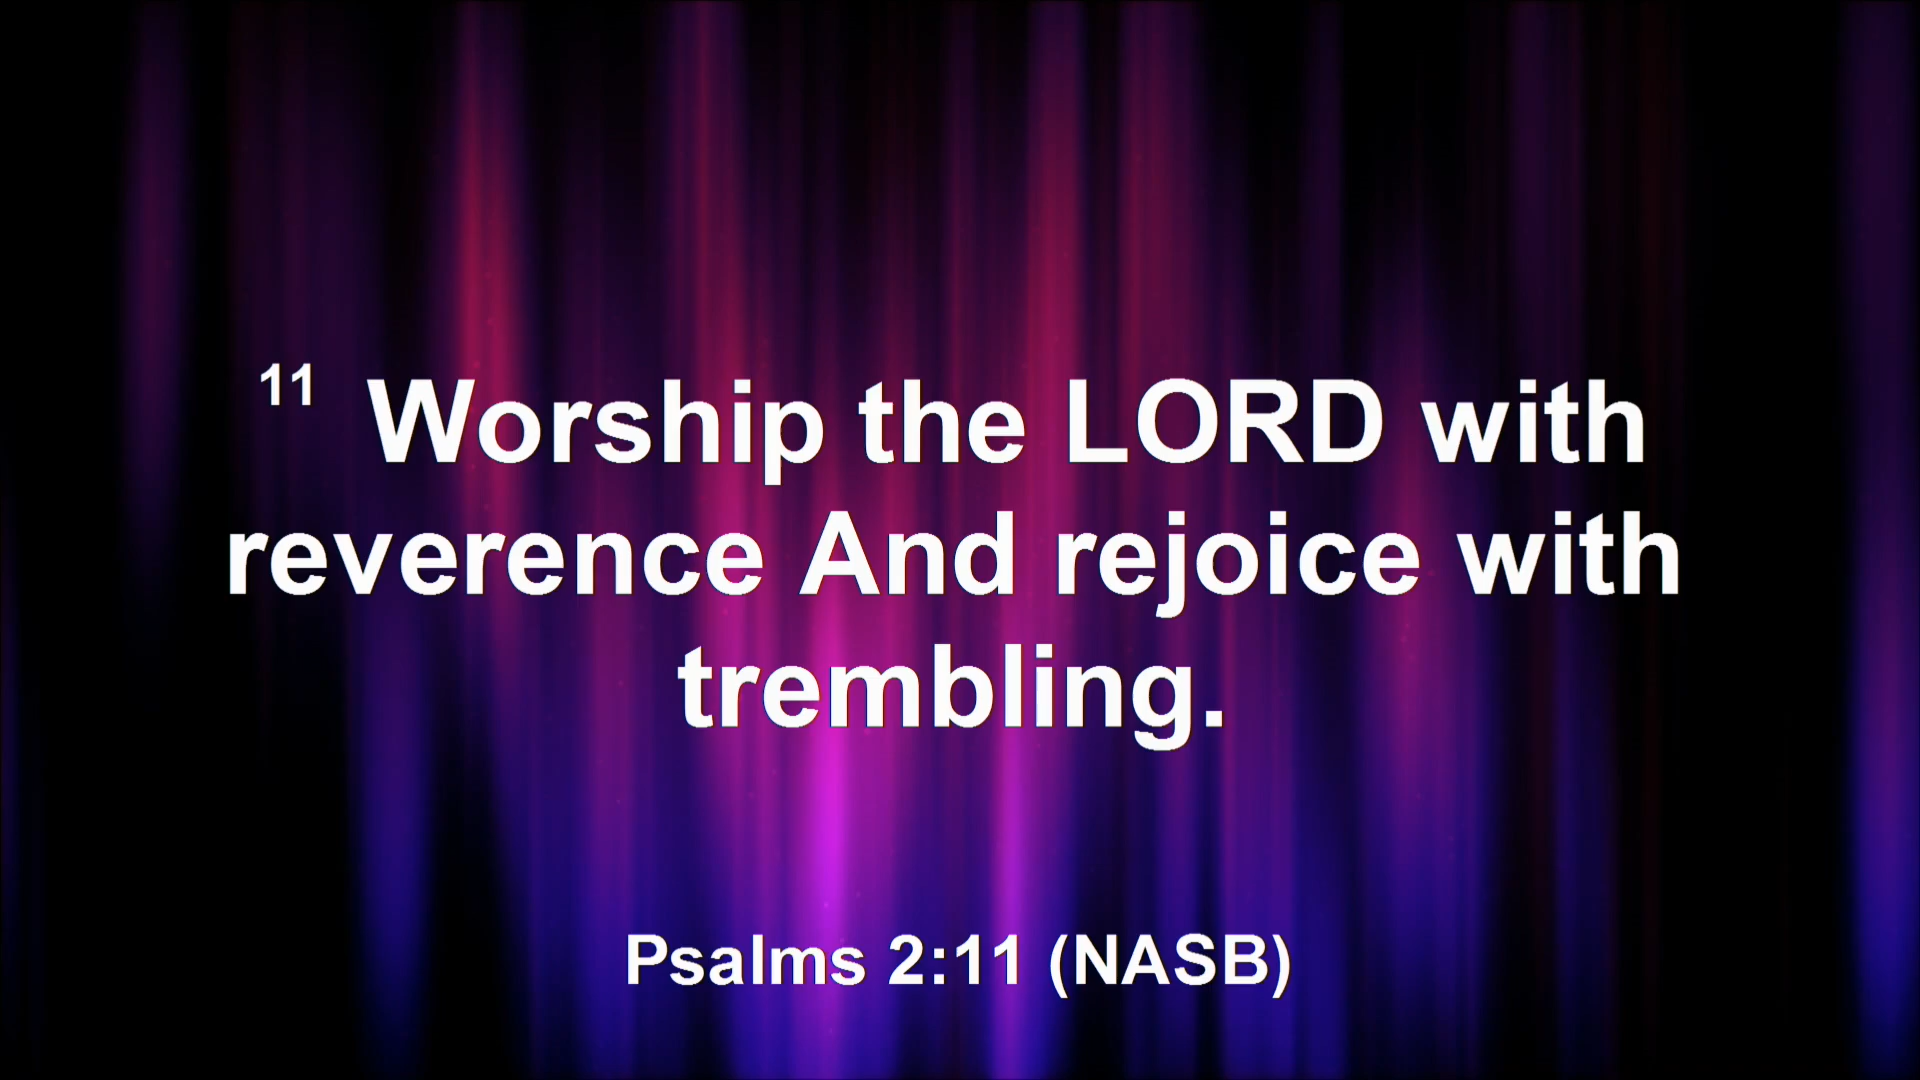 11 Worship the LORD with
reverence And rejoice with
trembling.
Psalms 2:11 (NASB)